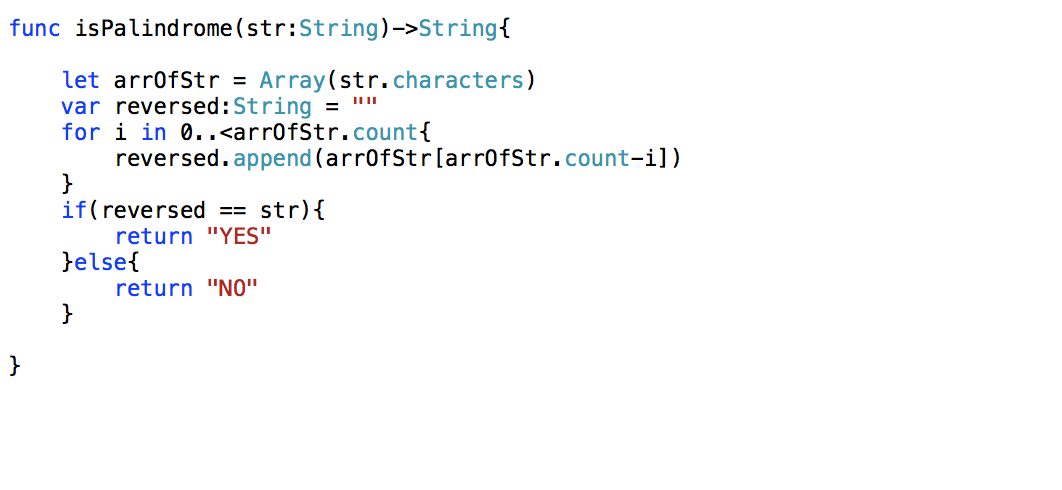 func isPalindrome(str:String)->String{
    let arrOfStr = Array(str.characters)
    var reversed:String = ""
    for i in 0..<arrOfStr.count{
        reversed.append(arrOfStr[arrOfStr.count-i])
    }
    if(reversed == str){
        return "YES"
    }else{
        return "NO"
    }
}